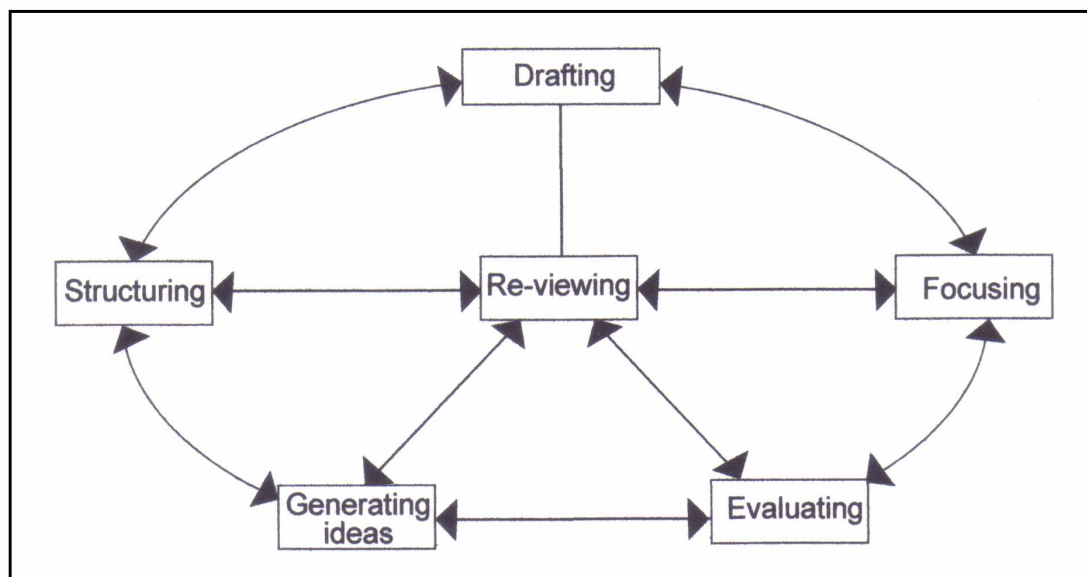 Drafting
Structuring
Re-viewing
Focusing
Generating
ideas
Evaluating